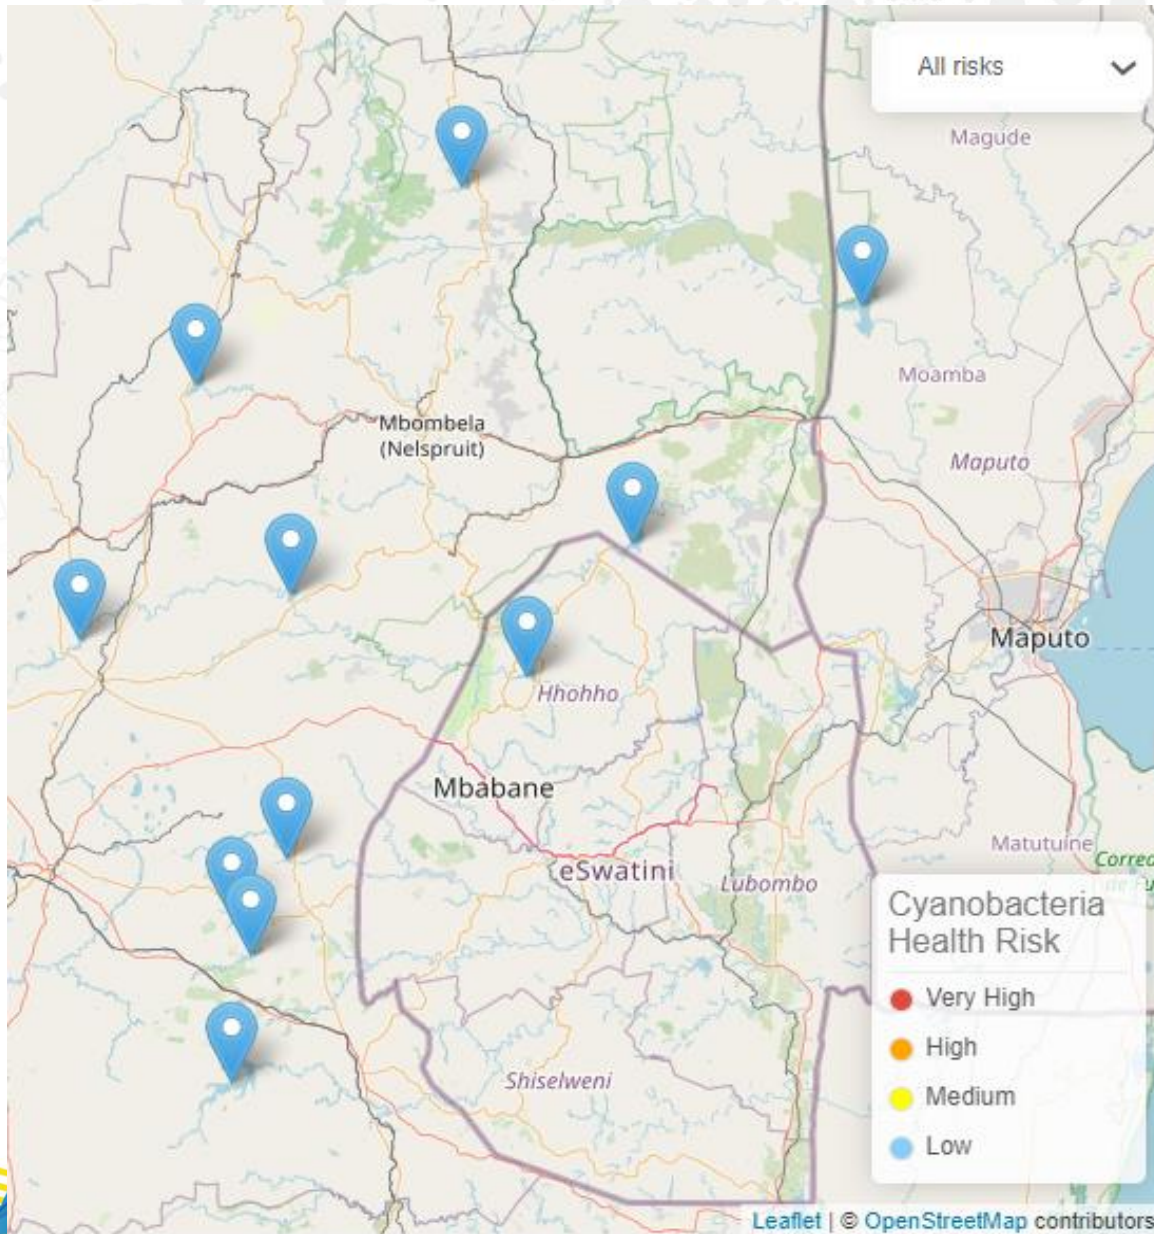 All risks
Magude
Moamba
Mbombela
(Nelspruit)
Maputo
Maputo
Hhohho
Mbabane
Matutuíne
eSwatini
Lubombo
Shiselweni
Cyanobacteria
Health Risk
Very High
High
Medium
Low
Leaflet | © OpenStreetMap contributors